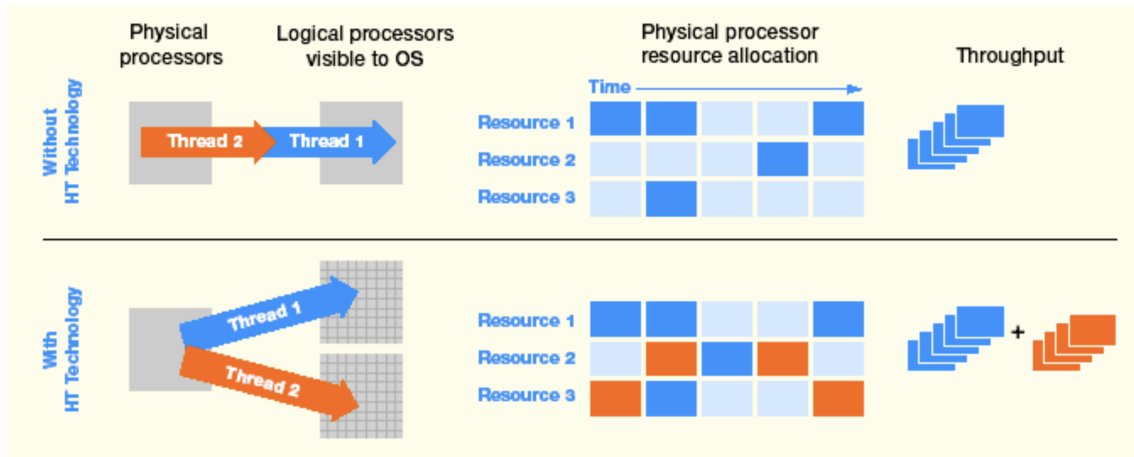 Physical
processors
Logical processors
visible to OS
Physical processor
resource allocation
Throughput
Without
HT Technology
Thread 2
Thread 1
Time
Resource 1
Resource 2
Resource 3
With
HT Technology
Thread 1
Thread 2
Resource 1
Resource 2
Resource 3
+